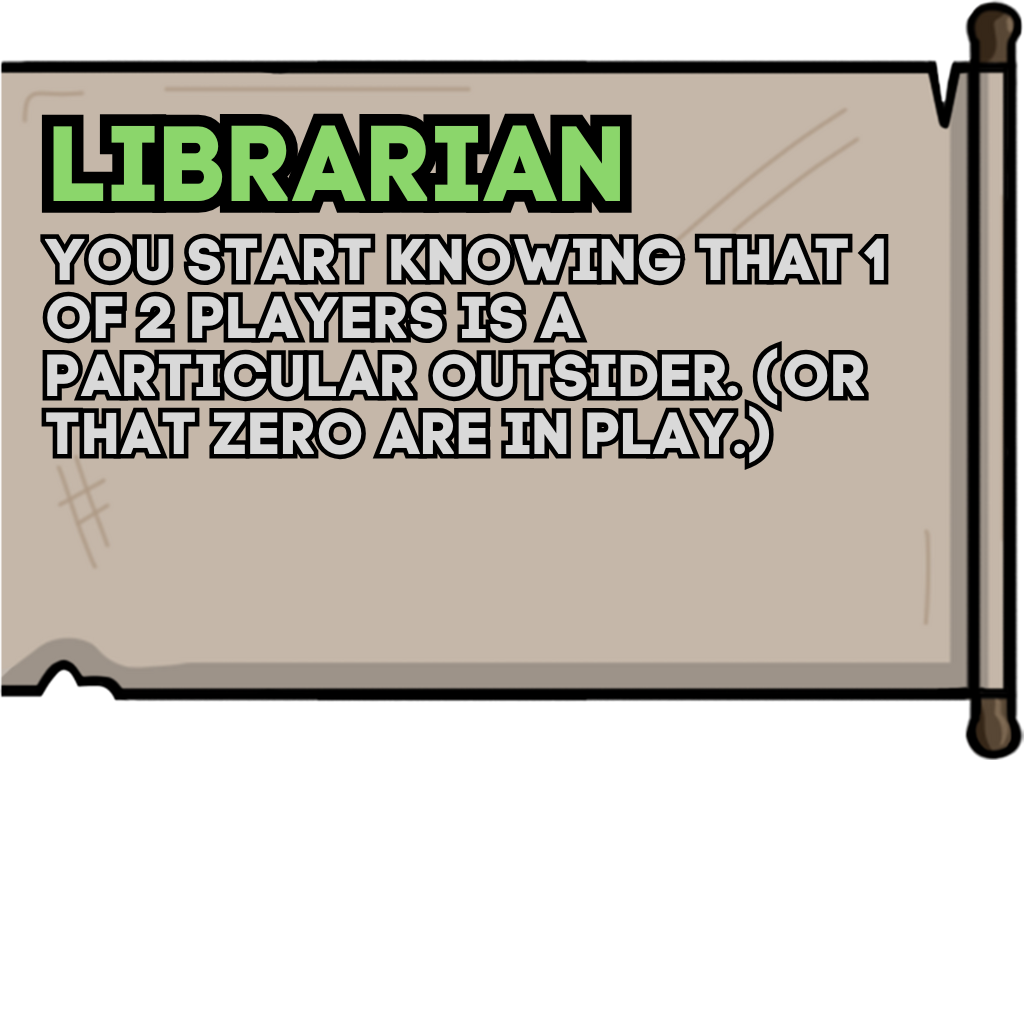 LIBRARIAN
YOU START KNOWING THAT 1
OF 2 PLAYERS IS A
PARTICULAR OUTSIDER. (OR
THAT ZERO ARE IN PLAY.)